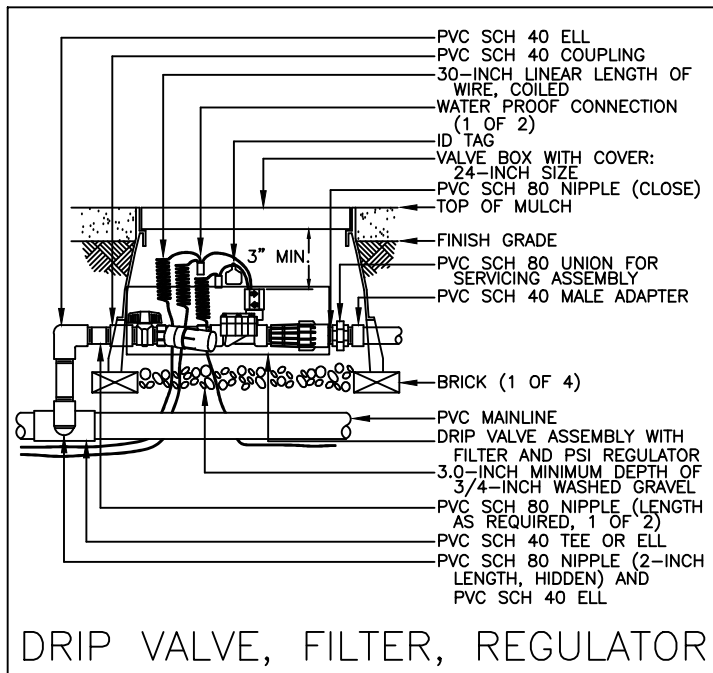 PVC SCH 40 ELL
PVC SCH 40 COUPLING
30-INCH LINEAR LENGTH OF
WIRE, COILED
WATER PROOF CONNECTION
(1 OF 2)
ID TAG
VALVE BOX WITH COVER:
24-INCH SIZE
PVC SCH 80 NIPPLE (CLOSE)
TOP OF MULCH
FINISH GRADE
3" MIN.
PVC SCH 80 UNION FOR
SERVICING ASSEMBLY
PVC SCH 40 MALE ADAPTER
BRICK (1 OF 4)
PVC MAINLINE
DRIP VALVE ASSEMBLY WITH
FILTER AND PSI REGULATOR
3.0-INCH MINIMUM DEPTH OF
3/4-INCH WASHED GRAVEL
PVC SCH 80 NIPPLE (LENGTH
AS REQUIRED, 1 OF 2)
PVC SCH 40 TEE OR ELL
PVC SCH 80 NIPPLE (2-INCH
LENGTH, HIDDEN) AND
PVC SCH 40 ELL
DRIP VALVE, FILTER, REGULATOR